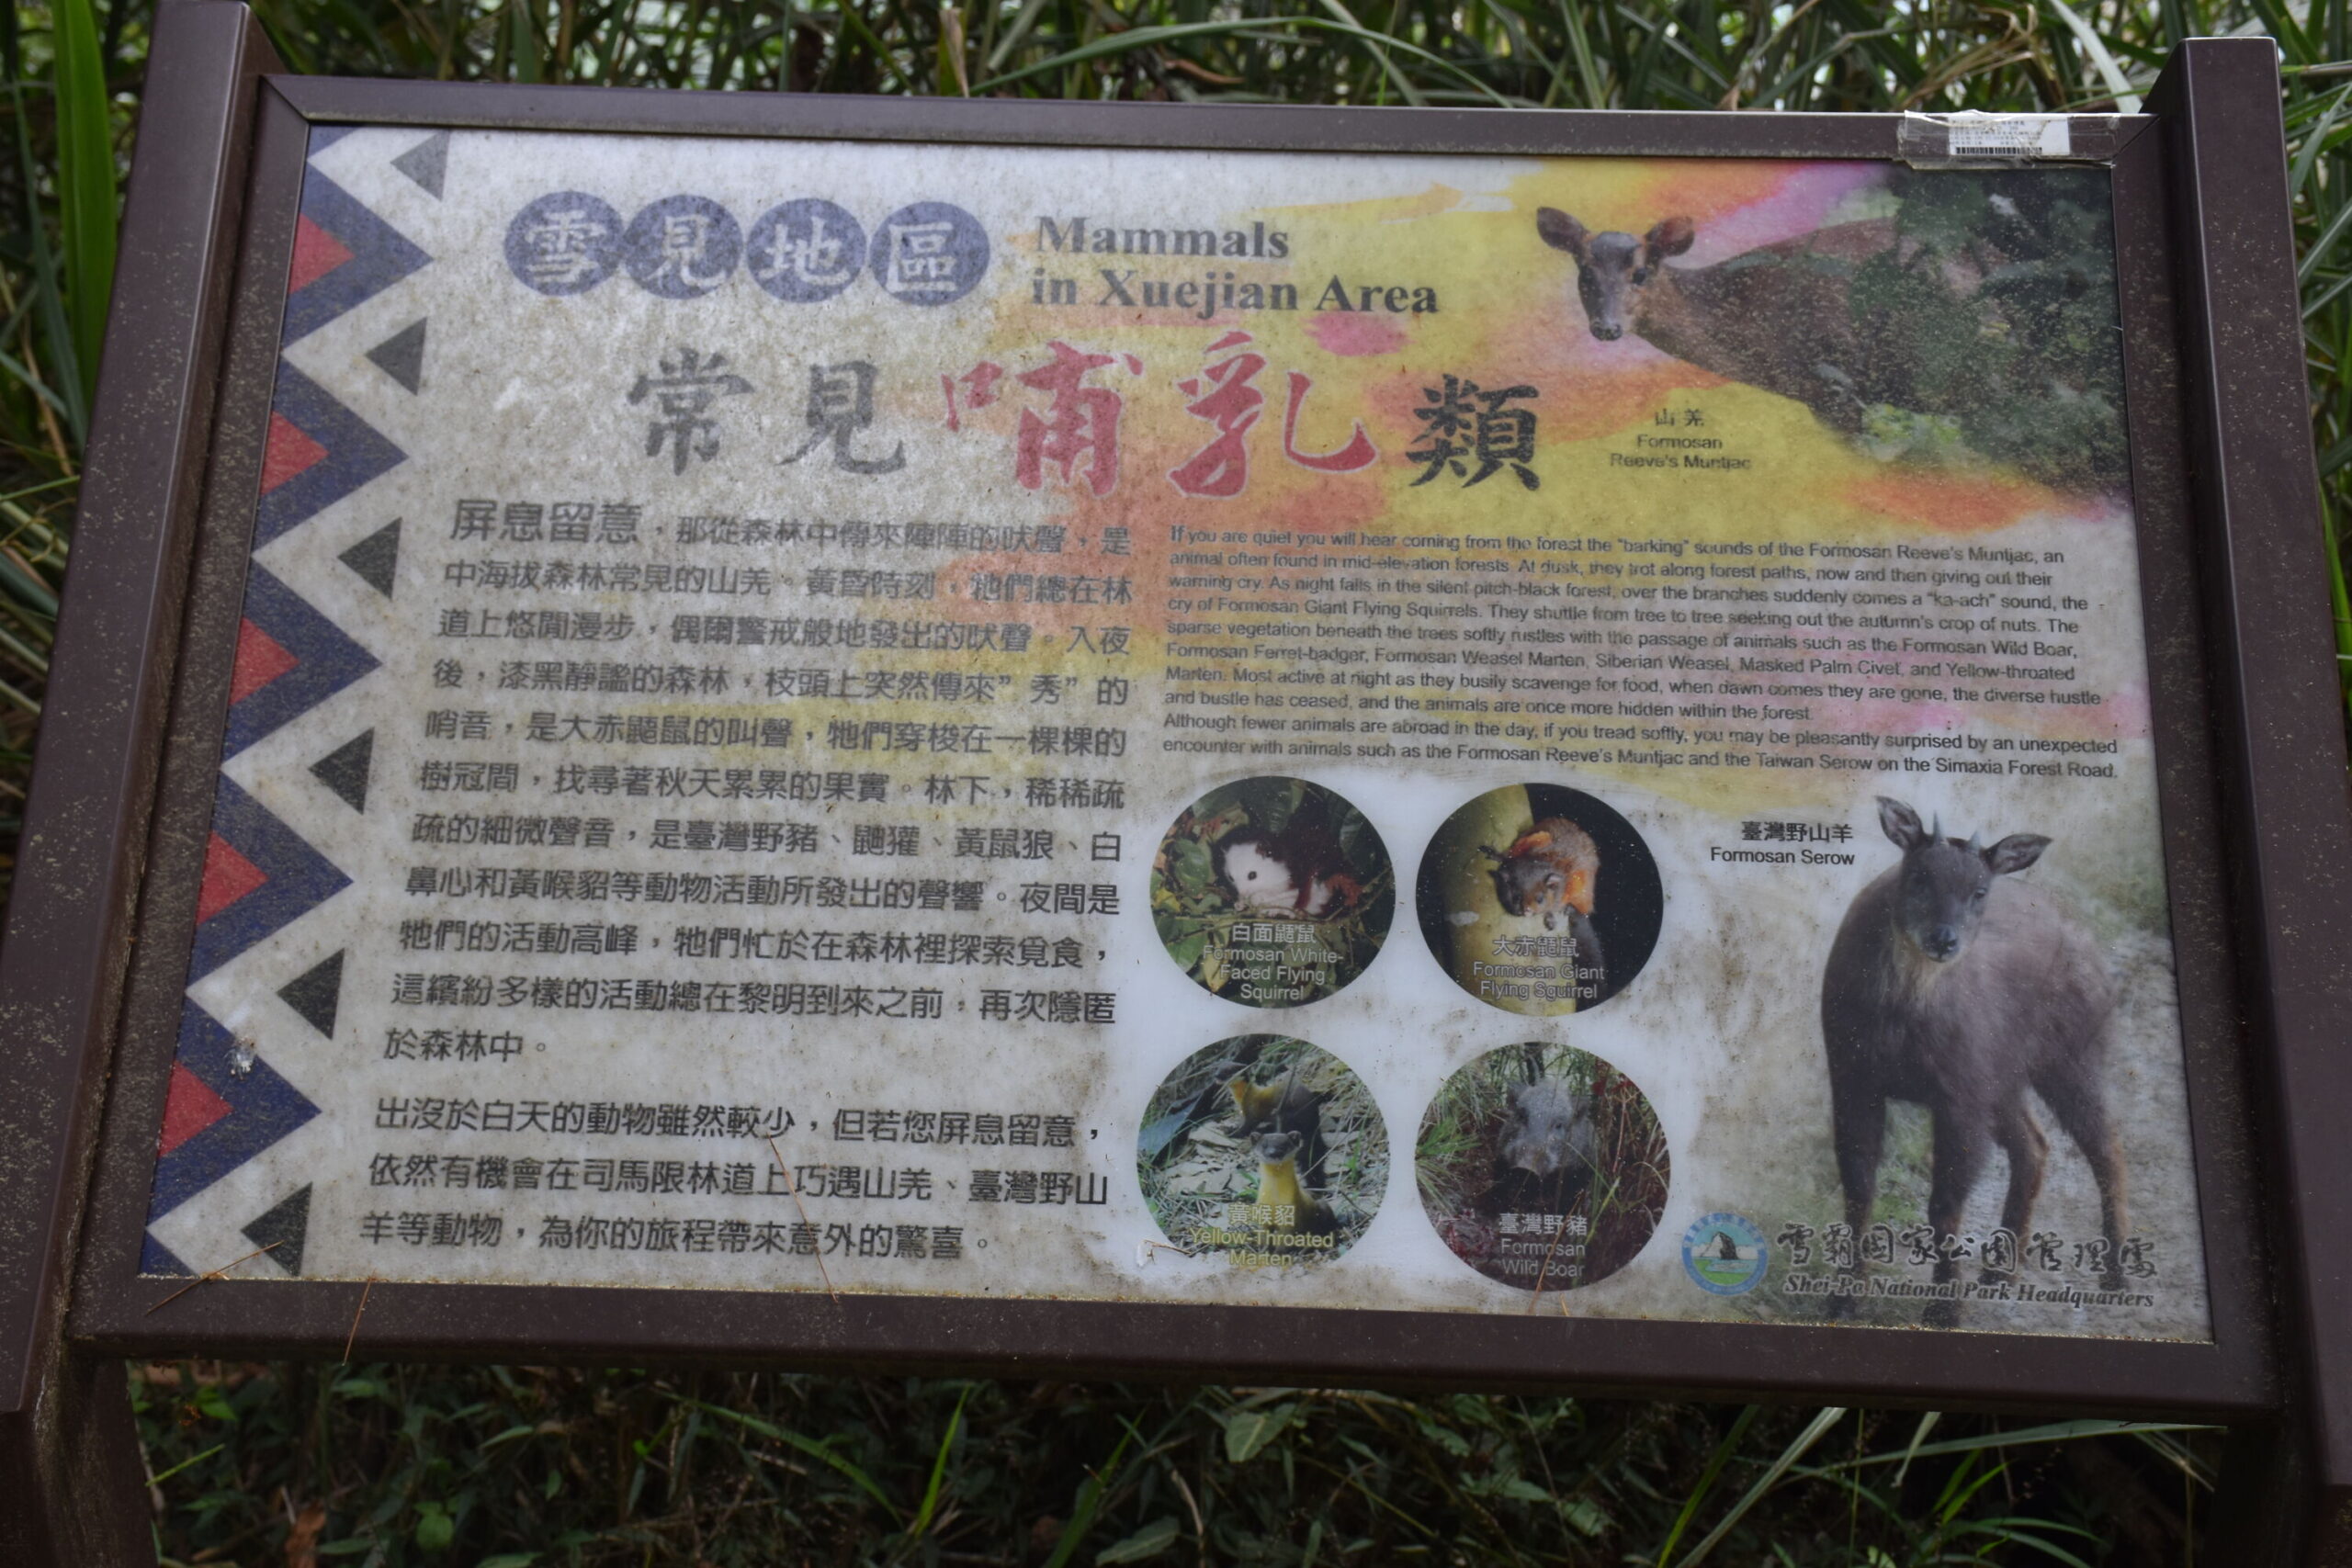 雪見地區
Mammals
in Xuejian Area
常見哺乳類
山羌
Formosan
Reeve's Muntjac
屏息留意，那從森林中傳來陣陣的吠聲，是
中海拔森林常見的山羌。黃昏時刻，牠們總在林
道上悠閒漫步，偶爾警戒般地發出的吠聲。入夜
後，漆黑靜謐的森林，枝頭上突然傳來”秀”的
哨音，是大赤鼯鼠的叫聲，牠們穿梭在一棵棵的
樹冠間，找尋著秋天累累的果實。林下，稀稀疏
疏的細微聲音，是臺灣野豬、鼬獾、黃鼠狼、白
鼻心和黃喉貂等動物活動所發出的聲響。夜間是
牠們的活動高峰，牠們忙於在森林裡探索覓食，
這繽紛多樣的活動總在黎明到來之前，再次隱匿
於森林中。
出沒於白天的動物雖然較少，但若您屏息留意，
依然有機會在司馬限林道上巧遇山羌、臺灣野山
羊等動物，為你的旅程帶來意外的驚喜。
If you are quiet you will hear coming from the forest the "barking" sounds of the Formosan Reeve's Muntjac, an
animal often found in mid-elevation forests. At dusk, they trot along forest paths, now and then giving out their
warning cry. As night falls in the silent pitch-black forest, over the branches suddenly comes a "ka-ach" sound, the
cry of Formosan Giant Flying Squirrels. They shuttle from tree to tree seeking out the autumn's crop of nuts. The
sparse vegetation beneath the trees softly rustles with the passage of animals such as the Formosan Wild Boar,
Formosan Ferret-badger, Formosan Weasel Marten, Siberian Weasel, Masked Palm Civet, and Yellow-throated
Marten. Most active at night as they busily scavenge for food, when dawn comes they are gone, the diverse hustle
and bustle has ceased, and the animals are once more hidden within the forest.
Although fewer animals are abroad in the day, if you tread softly, you may be pleasantly surprised by an unexpected
encounter with animals such as the Formosan Reeve's Muntjac and the Taiwan Serow on the Simaxia Forest Road.
白面鼯鼠
Formosan White-
Faced Flying
Squirrel
大赤鼯鼠
Formosan Giant
Flying Sguirrel
臺灣野山羊
Formosan Serow
黃喉貂
Yellow-Throated
Marten
臺灣野豬
Formosan
Wild Boar
雪霸国家公園管理處
Shei-Pa National Park Headquarters